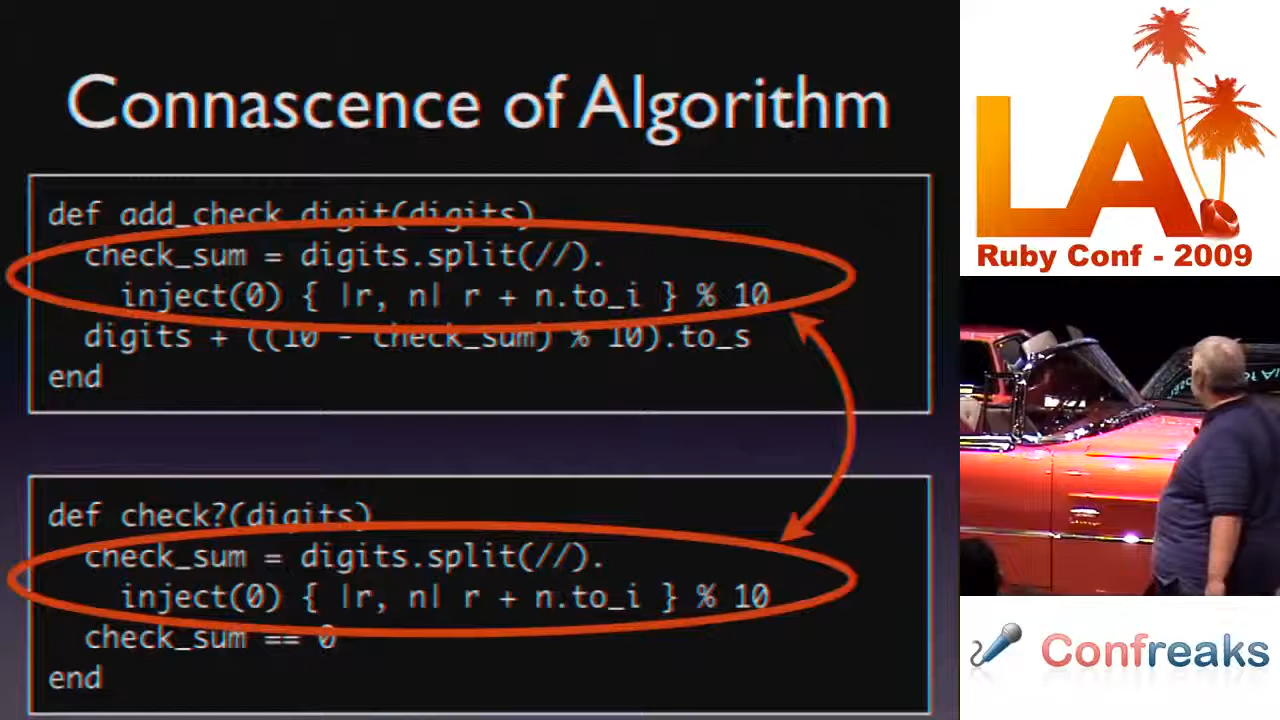 Connascence of Algorithm
def add_check_digit(digits)
check_sum = digits.split(//).
inject(0) { |r, n| r + n.to_i } % 10
digits + ((10 - check_sum) % 10).to_s
end
def check?(digits)
check_sum = digits.split(//).
inject(0) { |r, n| r + n.to_i } % 10
check_sum == 0
end
LA
Ruby Conf - 2009
Confreaks